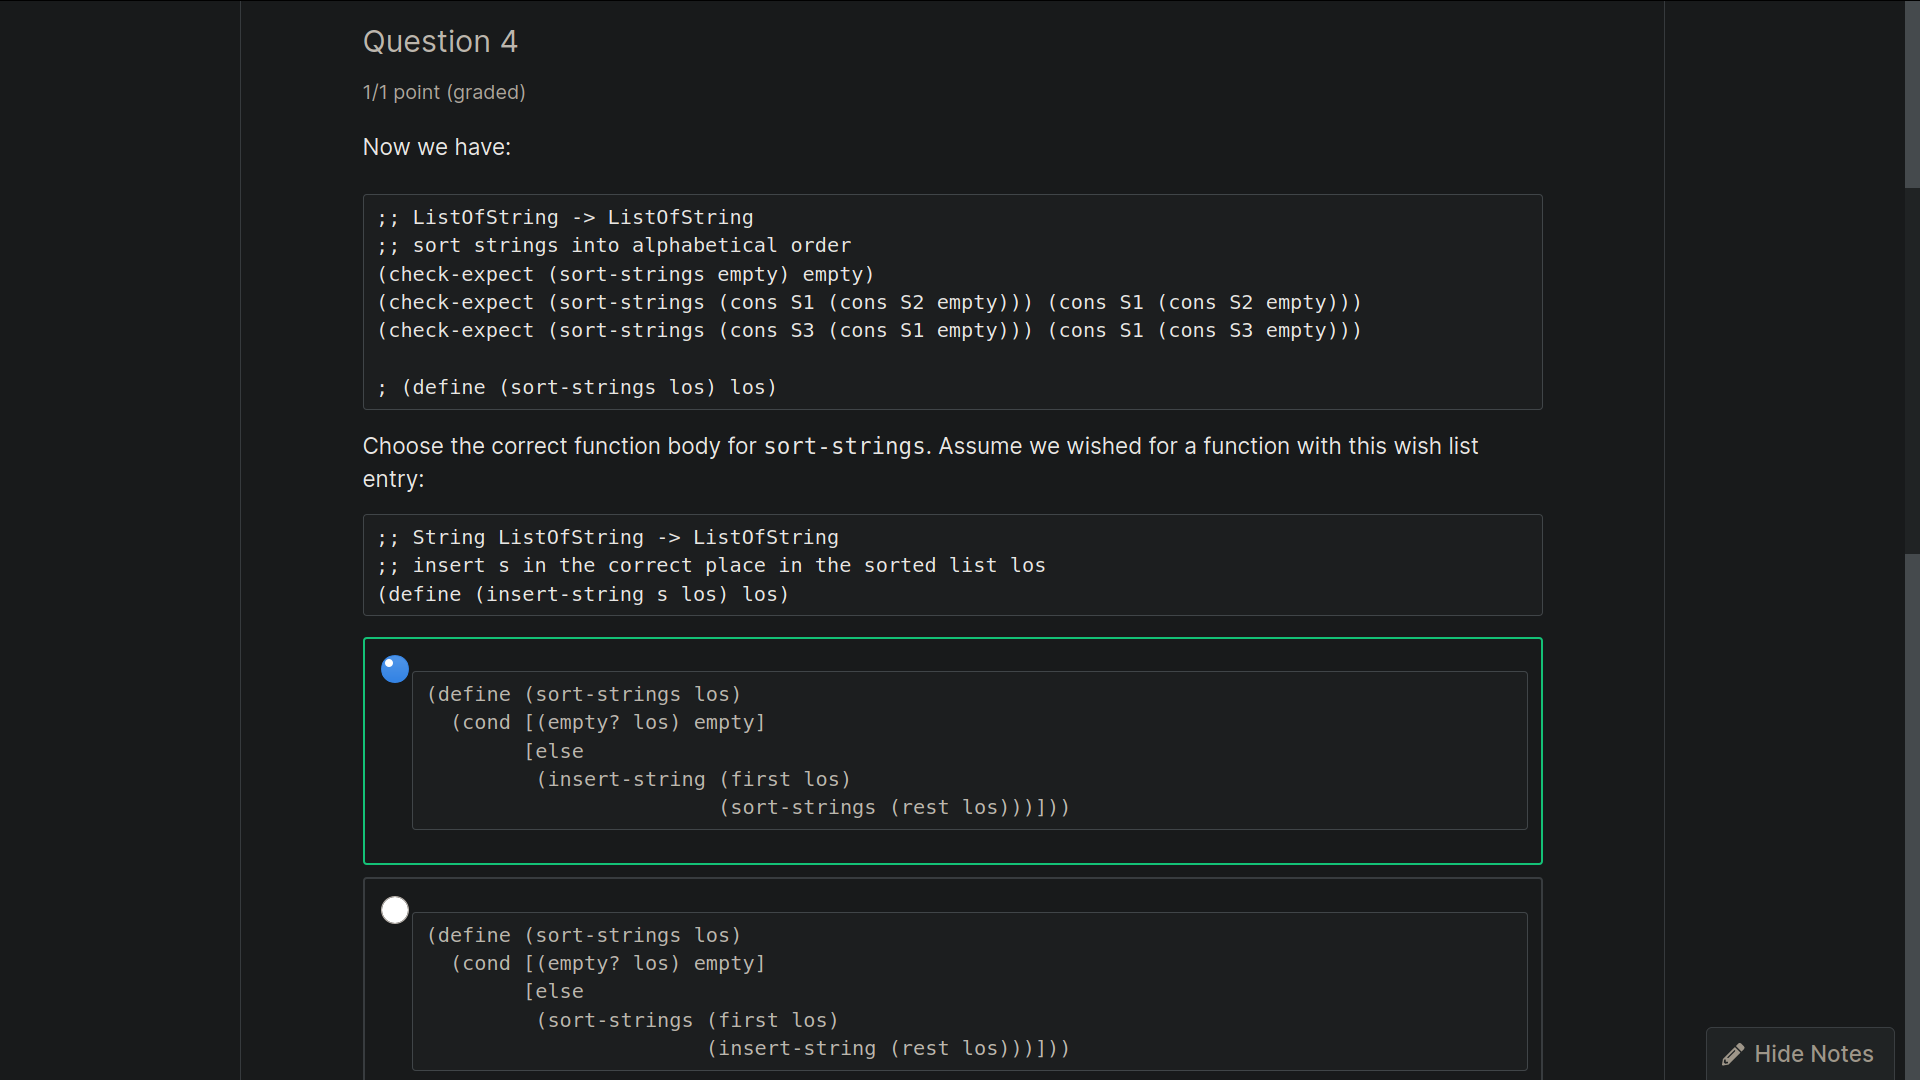 Question 4
1/1 point (graded)
Now we have:
;; ListOfString -> ListOfString
;; sort strings into alphabetical order
(check-expect (sort-strings empty) empty)
(check-expect (sort-strings (cons S1 (cons S2 empty))) (cons S1 (cons S2 empty)))
(check-expect (sort-strings (cons S3 (cons S1 empty))) (cons S1 (cons S3 empty)))
; (define (sort-strings los) los)
Choose the correct function body for sort-strings. Assume we wished for a function with this wish list
entry:
;; String ListOfString -> ListOfString
;; insert s in the correct place in the sorted list los
(define (insert-string s los) los)
(define (sort-strings los)
  (cond [(empty? los) empty]
        [else
         (insert-string (first los)
                        (sort-strings (rest los)))]))
(define (sort-strings los)
  (cond [(empty? los) empty]
        [else
         (sort-strings (first los)
                       (insert-string (rest los)))]))
Hide Notes